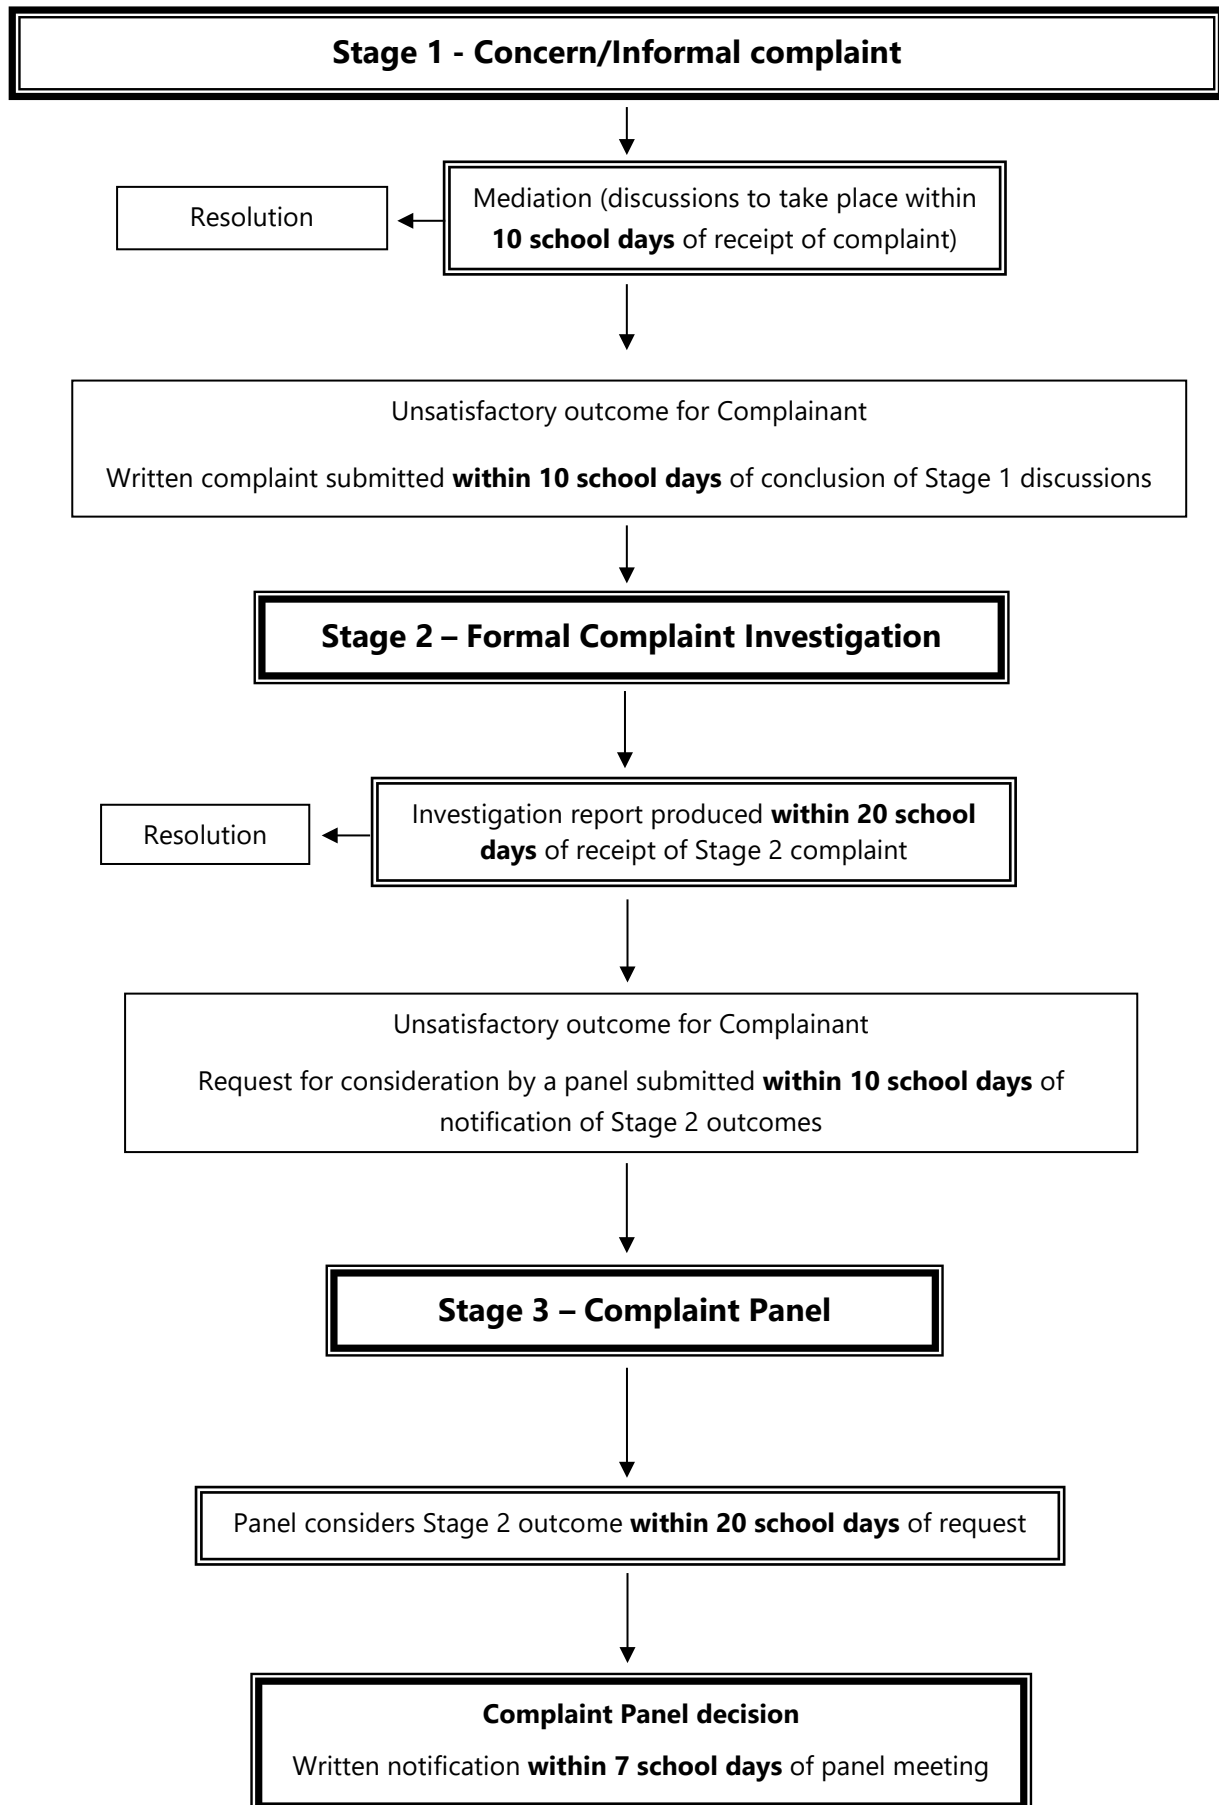 Stage 1 - Concern/Informal complaint
Mediation (discussions to take place within
10 school days of receipt of complaint)
Resolution
Unsatisfactory outcome for Complainant
Written complaint submitted within 10 school days of conclusion of Stage 1 discussions
Stage 2 – Formal Complaint Investigation
Investigation report produced within 20 school
days of receipt of Stage 2 complaint
Resolution
Unsatisfactory outcome for Complainant
Request for consideration by a panel submitted within 10 school days of
notification of Stage 2 outcomes
Stage 3 – Complaint Panel
Panel considers Stage 2 outcome within 20 school days of request
Complaint Panel decision
Written notification within 7 school days of panel meeting